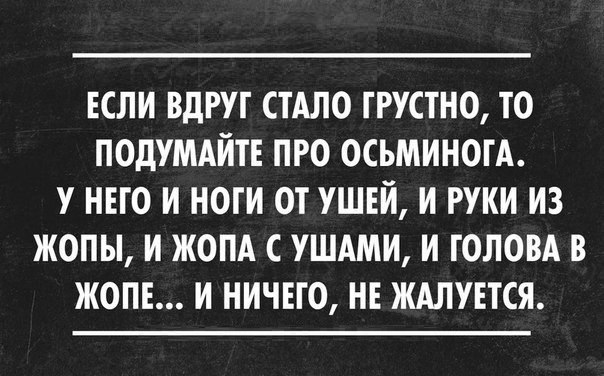 ЕСЛИ ВДРУГ СТАЛО ГРУСТНО, ТО
ПОДУМАЙТЕ ПРО ОСЬМИНОГА.
У НЕГО И НОГИ ОТ УШЕЙ, И РУКИ ИЗ
ЖОПЫ, И ЖОПА С УШАМИ, И ГОЛОВА В
ЖОПЕ... И НИЧЕГО, НЕ ЖАЛУЕТСЯ.